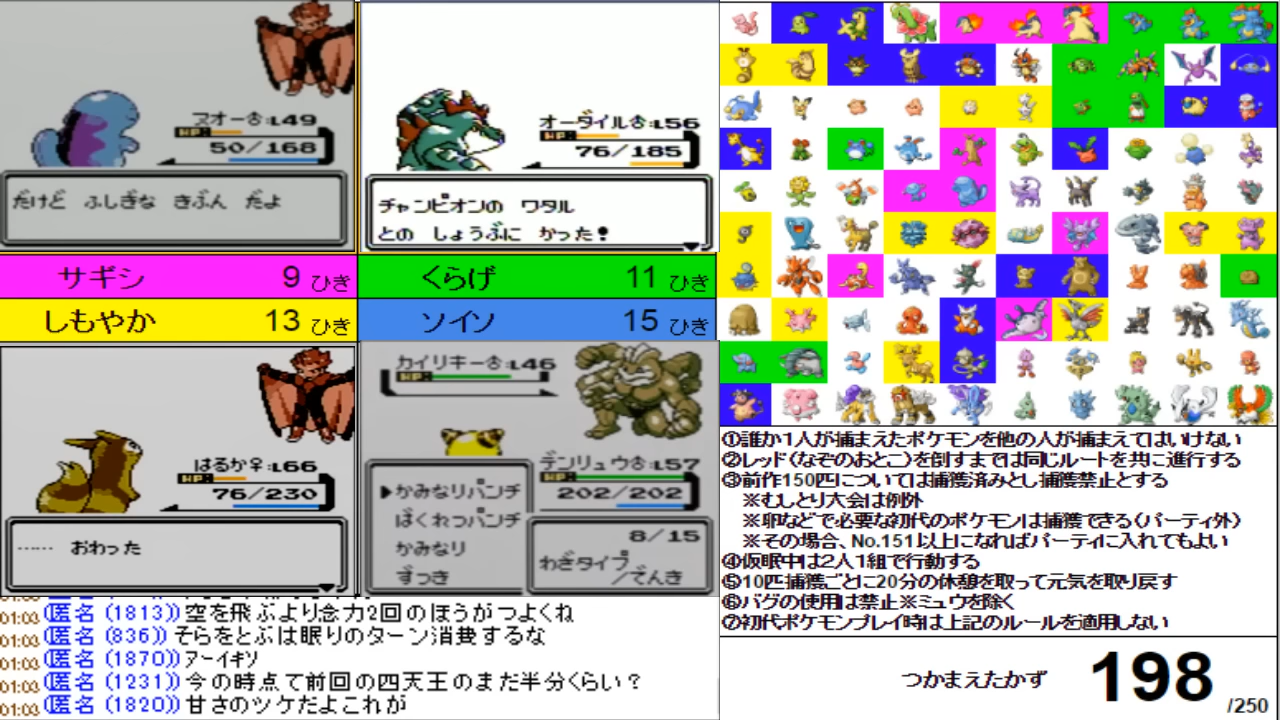 ヌオー♂:L49
HP
50/168
だけど ふしぎな きぶん だよ
オーダイル♂:L56
HP
76/185
チャンピオンの ワタル
との しょうぶに かった!
サギシ 9 ひき
くらげ 11 ひき
しもやか 13 ひき
ソイソ 15 ひき
はるか♀:L66
HP
76/230
‥‥‥ おわった
カイリキー♂:L46
HP
デンリュウ♂:L57
HP
202/202
▶かみなりパンチ
ばくれつパンチ
かみなり
ずつき
8/15
わざタイプ
/でんき
01:03 (匿名 (1813)) 空を飛ぶより念力2回のほうがつよくね
01:03 (匿名 (836)) そらをとぶは眠りのターン消費するな
01:03 (匿名 (1870)) アーイキソ
01:03 (匿名 (1231)) 今の時点で前回の四天王のまだ半分くらい？
01:03 (匿名 (1820)) 甘さのツケだよこれが
①誰か1人が捕まえたポケモンを他の人が捕まえてはいけない
②レッド(なぞのおとこ)を倒すまでは同じルートを共に進行する
③前作150匹については捕獲済みとし捕獲禁止とする
※むしとり大会は例外
※卵などで必要な初代のポケモンは捕獲できる(パーティ外)
※その場合、No.151以上になればパーティに入れてもよい
④仮眠中は2人1組で行動する
⑤10匹捕獲ごとに20分の休憩を取って元気を取り戻す
⑥バグの使用は禁止※ミュウを除く
⑦初代ポケモンプレイ時は上記のルールを適用しない
つかまえたかず 198 /250